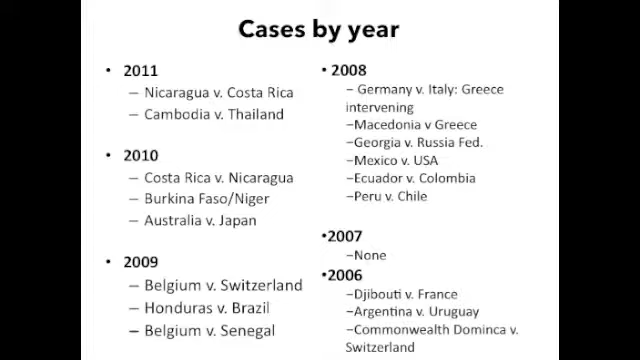 Cases by year
• 2011
– Nicaragua v. Costa Rica
– Cambodia v. Thailand
• 2010
– Costa Rica v. Nicaragua
– Burkina Faso/Niger
– Australia v. Japan
• 2009
– Belgium v. Switzerland
– Honduras v. Brazil
– Belgium v. Senegal
• 2008
– Germany v. Italy: Greece
intervening
–Macedonia v Greece
–Georgia v. Russia Fed.
–Mexico v. USA
–Ecuador v. Colombia
–Peru v. Chile
•2007
–None
•2006
–Djibouti v. France
–Argentina v. Uruguay
–Commonwealth Dominca v.
Switzerland